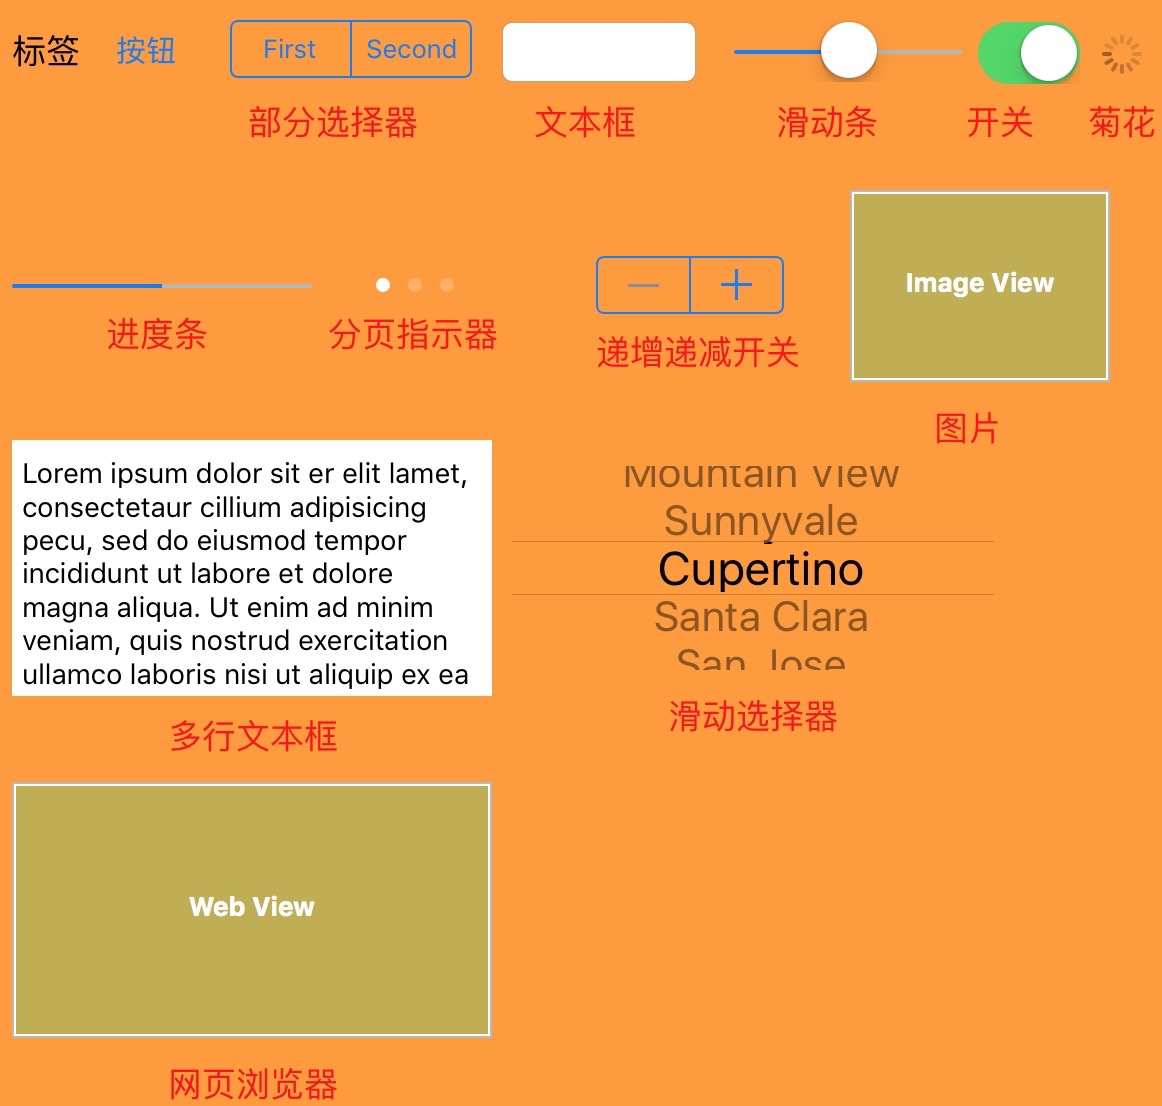 标签
按钮
First
Second
部分选择器
文本框
滑动条
开关
菊花
进度条
分页指示器
递增递减开关
Image View
图片
Lorem ipsum dolor sit er elit lamet,
consectetaur cillium adipisicing
pecu, sed do eiusmod tempor
incididunt ut labore et dolore
magna aliqua. Ut enim ad minim
veniam, quis nostrud exercitation
ullamco laboris nisi ut aliquip ex ea
多行文本框
Mountain View
Sunnyvale
Cupertino
Santa Clara
San Jose
滑动选择器
Web View
网页浏览器